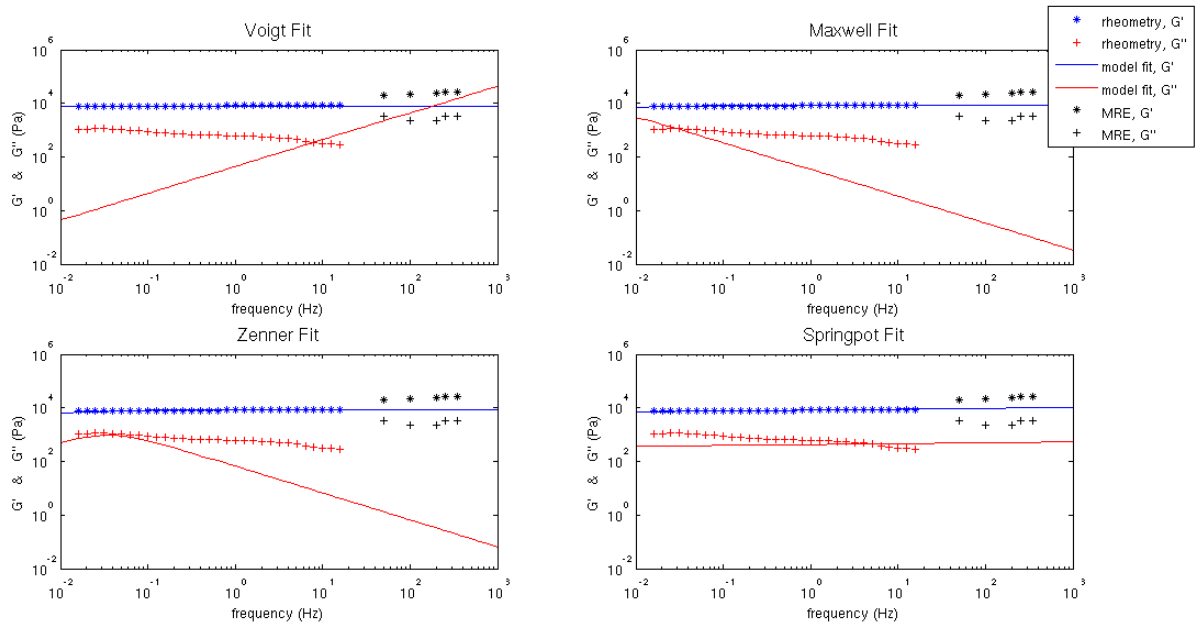 Voigt Fit
10^6
10^4
10^2
10^0
10^-2
G' & G'' (Pa)
10^-2 10^-1 10^0 10^1 10^2 10^3
frequency (Hz)
Maxwell Fit
10^6
10^4
10^2
10^0
10^-2
G' & G'' (Pa)
10^-2 10^-1 10^0 10^1 10^2 10^3
frequency (Hz)
rheometry, G'
rheometry, G''
model fit, G'
model fit, G''
MRE, G'
MRE, G''
Zenner Fit
10^6
10^4
10^2
10^0
10^-2
G' & G'' (Pa)
10^-2 10^-1 10^0 10^1 10^2 10^3
frequency (Hz)
Springpot Fit
10^6
10^4
10^2
10^0
10^-2
G' & G'' (Pa)
10^-2 10^-1 10^0 10^1 10^2 10^3
frequency (Hz)